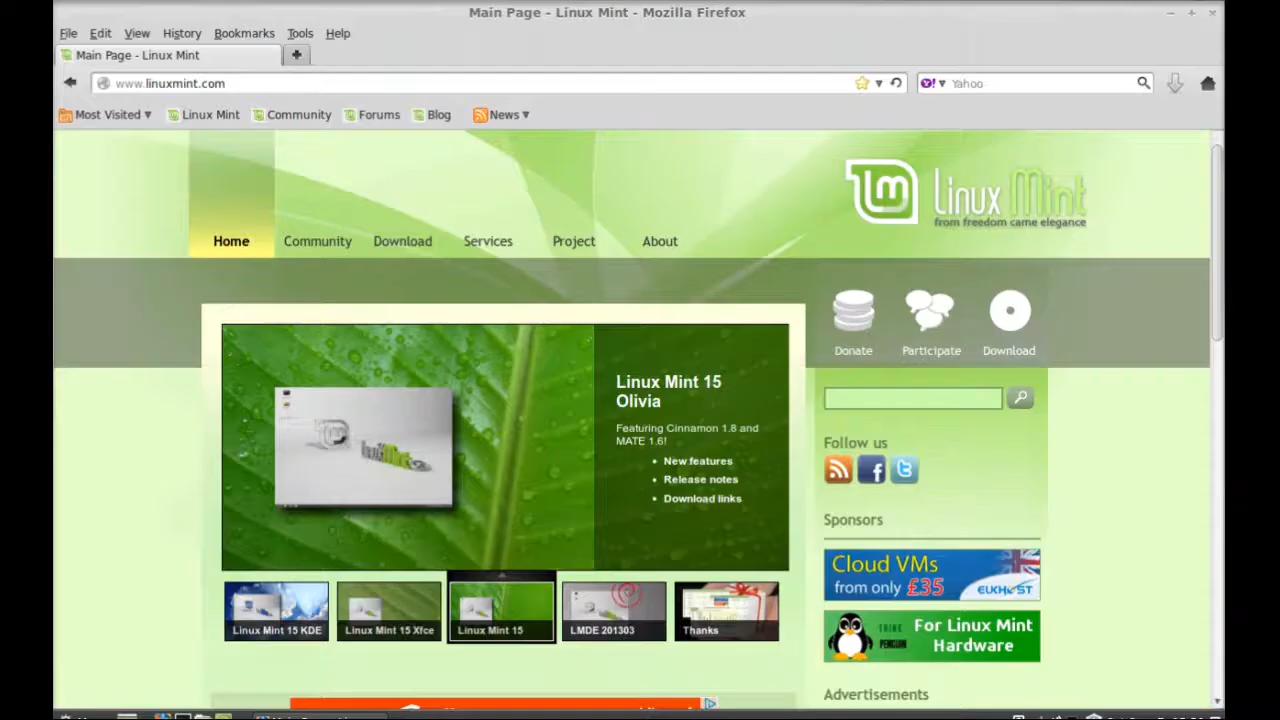 Main Page - Linux Mint - Mozilla Firefox
File Edit View History Bookmarks Tools Help
Main Page - Linux Mint
www.linuxmint.com
Yahoo
Most Visited Linux Mint Community Forums Blog News
Linux Mint
from freedom came elegance
Home Community Download Services Project About
Donate Participate Download
Linux Mint 15
Olivia
Featuring Cinnamon 1.8 and
MATE 1.6!
New features
Release notes
Download links
Linux Mint 15 KDE
Linux Mint 15 Xfce
Linux Mint 15
LMDE 201303
Thanks
Follow us
Sponsors
Cloud VMs
from only £35
EUKHOST
THINK
PENGUIN
For Linux Mint
Hardware
Advertisements